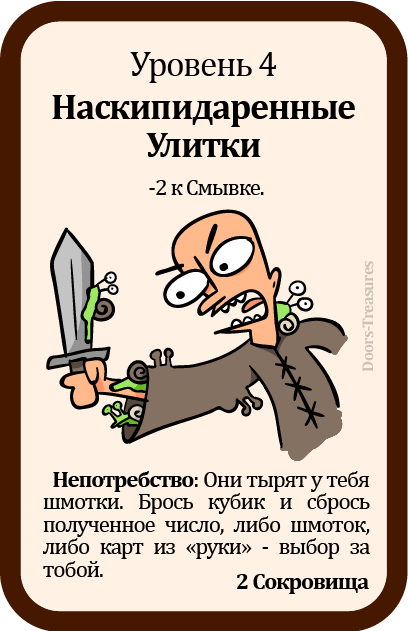 Уровень 4
Наскипидаренные
Улитки
-2 к Смывке.
Doors-Treasures
Непотребство: Они тырят у тебя
шмотки. Брось кубик и сбрось
полученное число, либо шмоток,
либо карт из «руки» - выбор за
тобой.
2 Сокровища